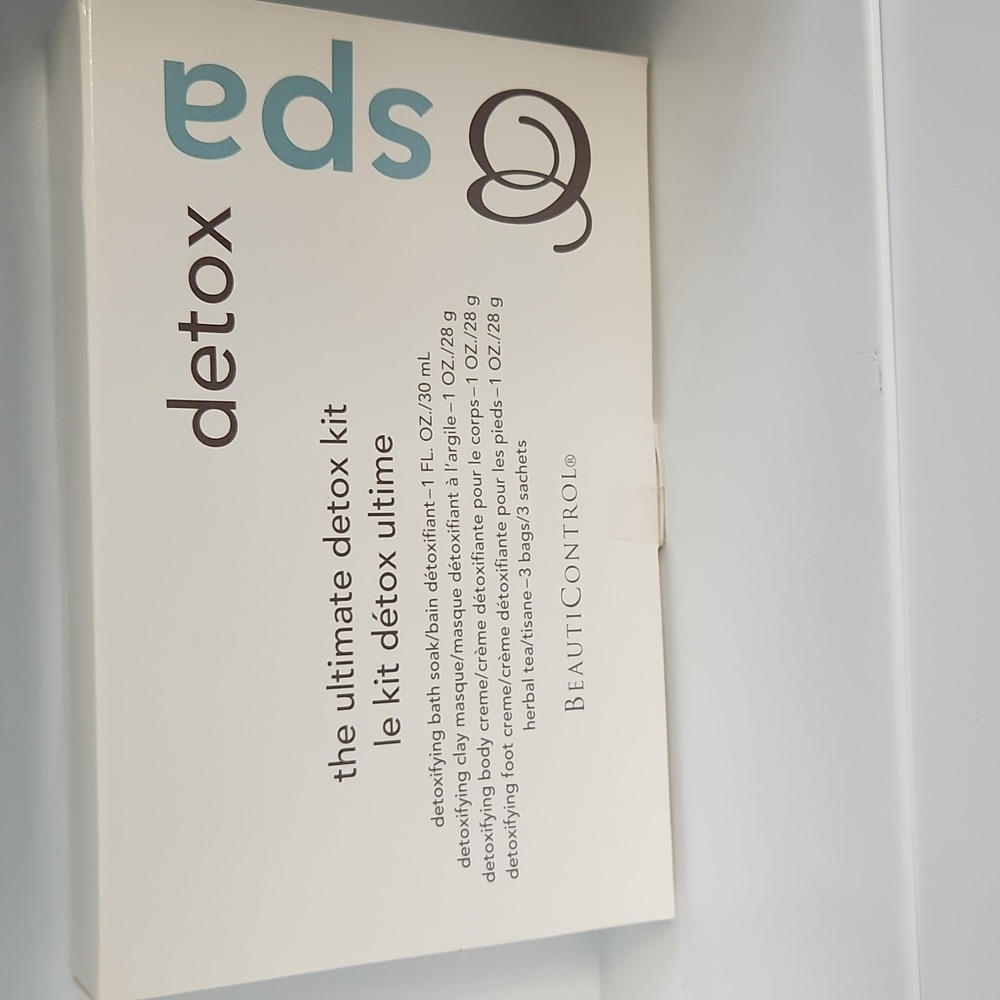 detox spa
the ultimate detox kit
le kit détox ultime
detoxifying bath soak/bain détoxifiant–1 FL. OZ./30 mL
detoxifying clay masque/masque détoxifiant à l'argile–1 OZ./28 g
detoxifying body creme/crème détoxifiante pour le corps–1 OZ./28 g
detoxifying foot creme/crème détoxifiante pour les pieds–1 OZ./28 g
herbal tea/tisane–3 bags/3 sachets
BEAUTICONTROL®